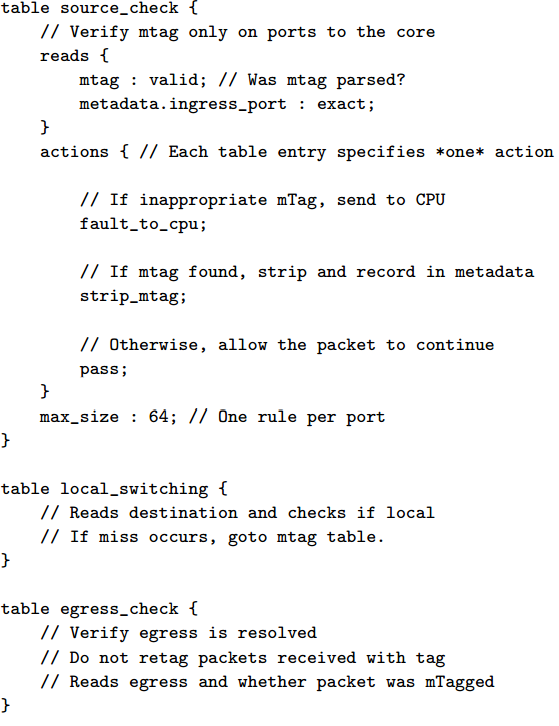 table source_check {
    // Verify mtag only on ports to the core
    reads {
        mtag : valid; // Was mtag parsed?
        metadata.ingress_port : exact;
    }
    actions { // Each table entry specifies *one* action

        // If inappropriate mTag, send to CPU
        fault_to_cpu;

        // If mtag found, strip and record in metadata
        strip_mtag;

        // Otherwise, allow the packet to continue
        pass;
    }
    max_size : 64; // One rule per port
}

table local_switching {
    // Reads destination and checks if local
    // If miss occurs, goto mtag table.
}

table egress_check {
    // Verify egress is resolved
    // Do not retag packets received with tag
    // Reads egress and whether packet was mTagged
}